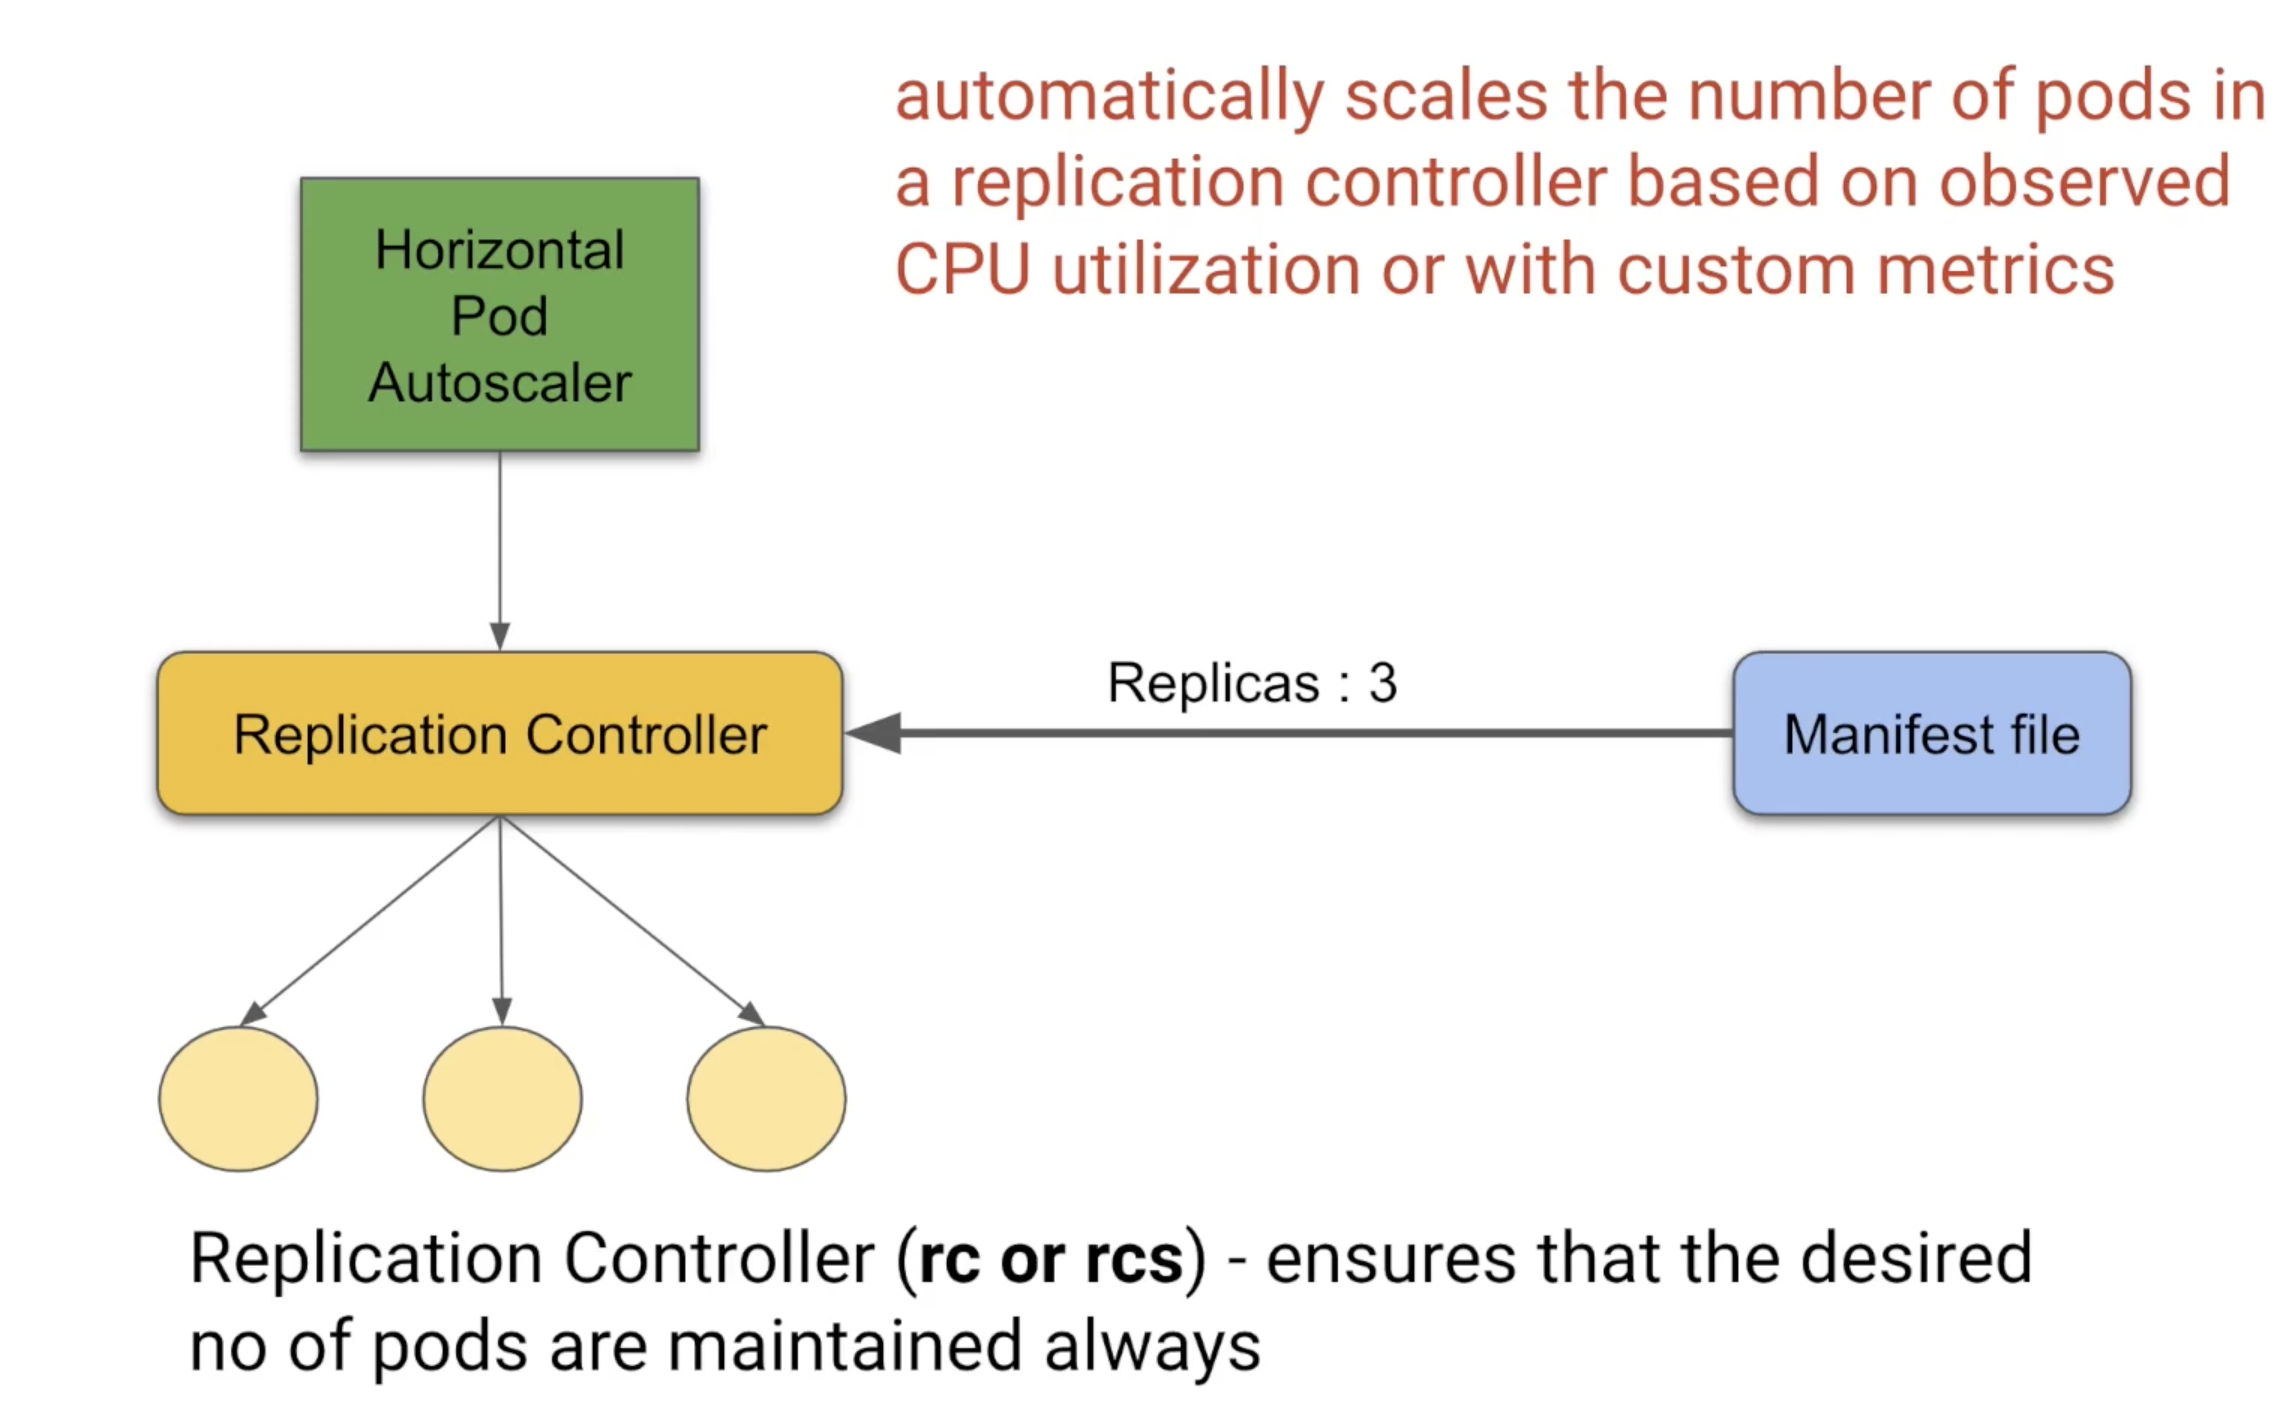 automatically scales the number of pods in
a replication controller based on observed
CPU utilization or with custom metrics
Horizontal
Pod
Autoscaler
Replicas : 3
Replication Controller
Manifest file
Replication Controller (rc or rcs) - ensures that the desired
no of pods are maintained always